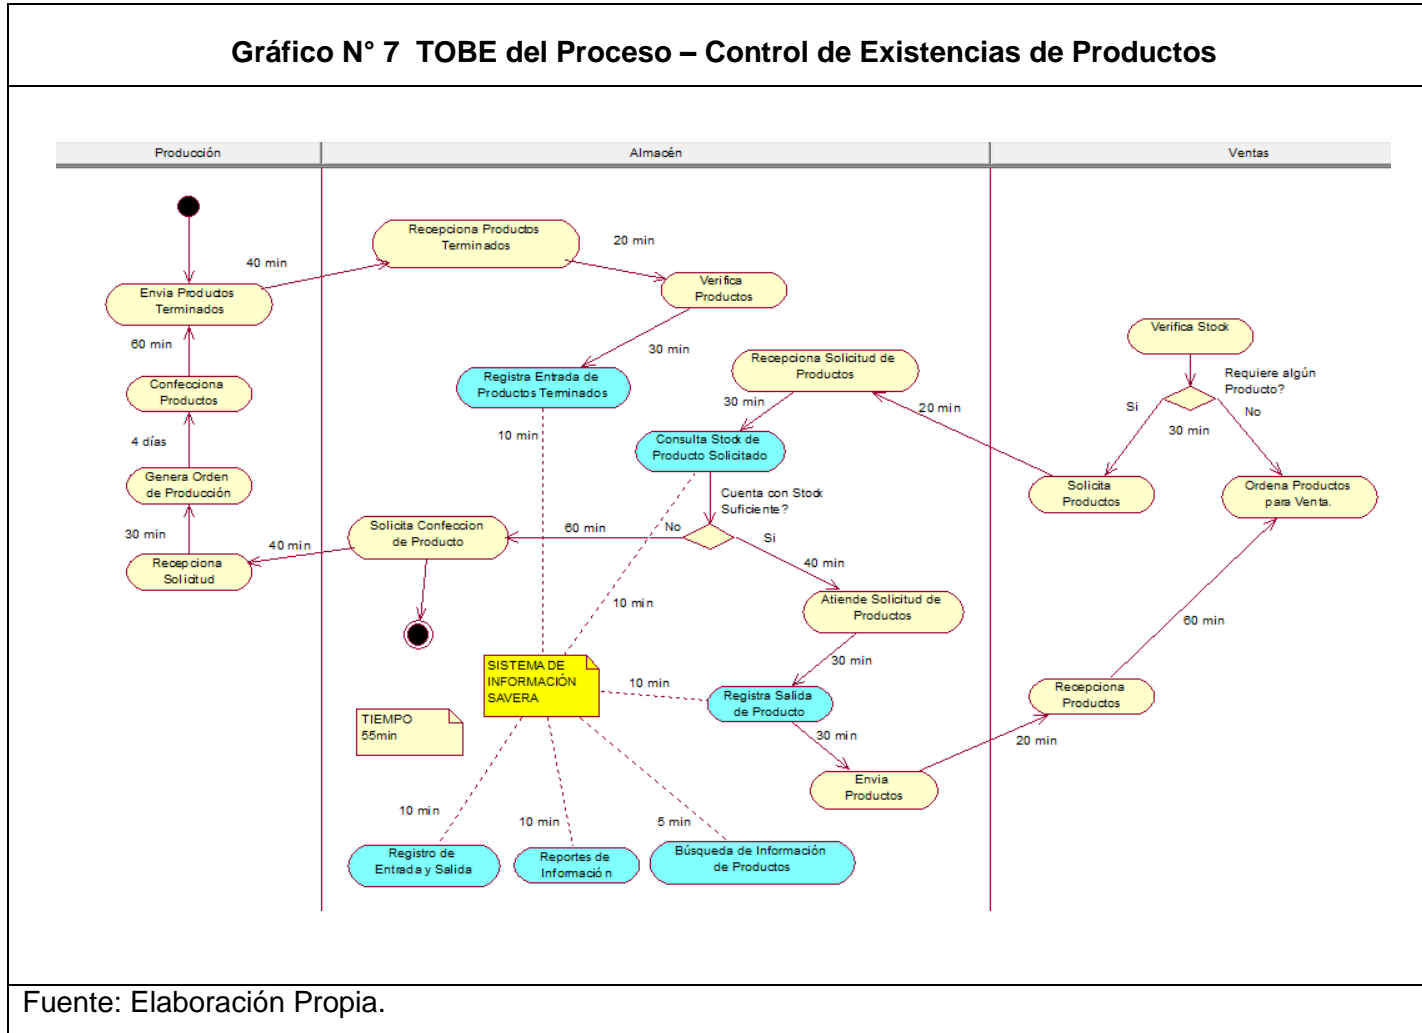 Gráfico N° 7 TOBE del Proceso – Control de Existencias de Productos
Producción
Almacén
Ventas
Recepciona Productos
Terminados
20 min
40 min
Envia Productos
Terminados
Verifica
Productos
60 min
30 min
Verifica Stock
Recepciona Solicitud de
Productos
Requiere algún
Producto?
Confecciona
Productos
Registra Entrada de
Productos Terminados
30 min
20 min
Si
No
30 min
4 días
10 min
Consulta Stock de
Producto Solicitado
Genera Orden
de Producción
Cuenta con Stock
Suficiente?
Solicita
Productos
Ordena Productos
para Venta.
30 min
40 min
Solicita Confeccion
de Producto
60 min
No
Si
Recepciona
Solicitud
40 min
Atiende Solicitud de
Productos
10 min
60 min
30 min
SISTEMA DE
INFORMACIÓN
SAVERA
10 min
Registra Salida
de Producto
Recepciona
Productos
TIEMPO
55min
30 min
20 min
Envia
Productos
10 min
10 min
5 min
Registro de
Entrada y Salida
Reportes de
Información
Búsqueda de Información
de Productos
Fuente: Elaboración Propia.